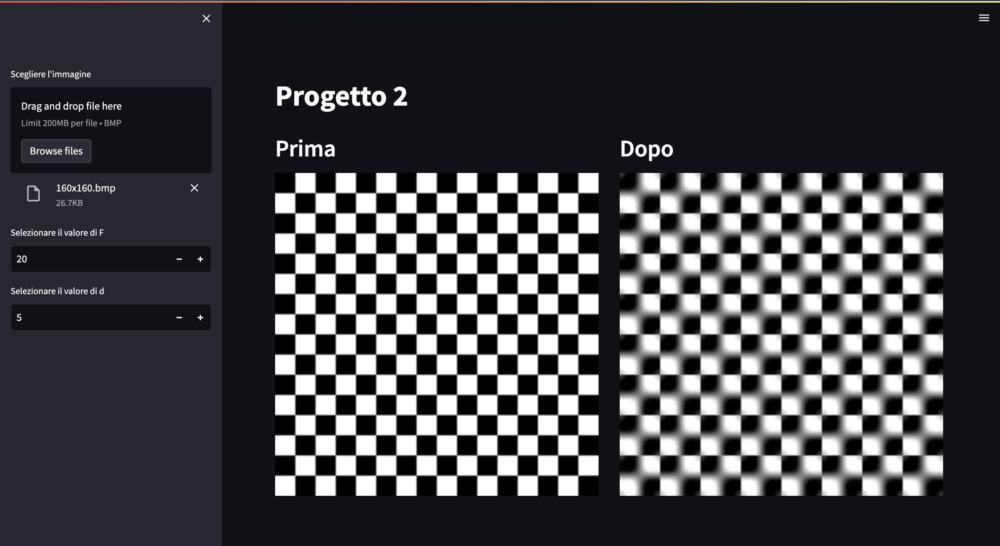 Scegliere l'immagine
Drag and drop file here
Limit 200MB per file • BMP
Browse files
160x160.bmp
26.7KB
Selezionare il valore di F
20
Selezionare il valore di d
5
Progetto 2
Prima
Dopo